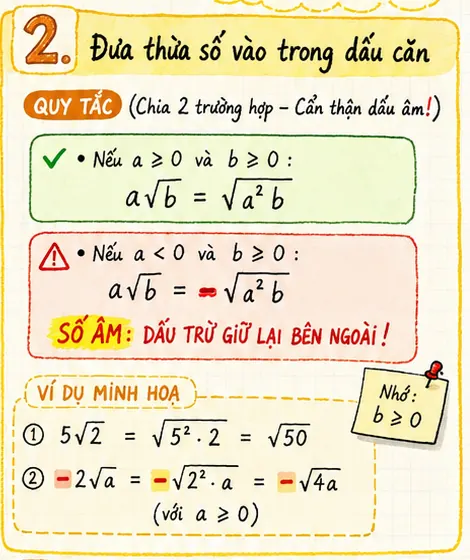 2. Đưa thừa số vào trong dấu căn
QUY TẮC (Chia 2 trường hợp – Cẩn thận dấu âm!)
✓ • Nếu a ≥ 0 và b ≥ 0 :
a√b = √(a² b)
⚠ • Nếu a < 0 và b ≥ 0 :
a√b = – √(a² b)
SỐ ÂM: DẤU TRỪ GIỮ LẠI BÊN NGOÀI !
VÍ DỤ MINH HOẠ
① 5√2 = √(5² · 2) = √50
② –2√a = –√(2² · a) = –√(4a)
(với a ≥ 0)
Nhớ:
b ≥ 0